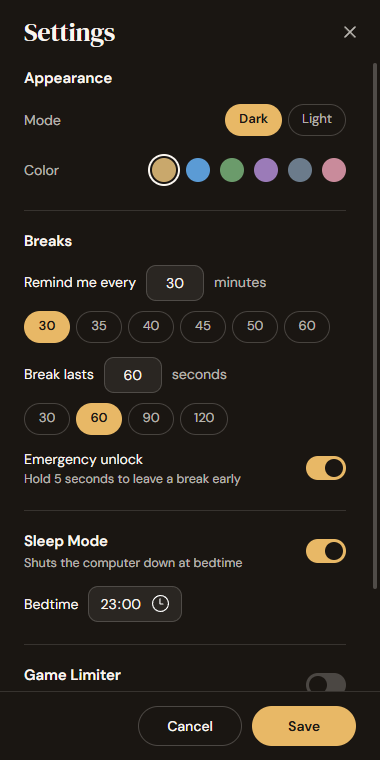 Settings
Appearance
Mode Dark Light
Color
Breaks
Remind me every 30 minutes
30 35 40 45 50 60
Break lasts 60 seconds
30 60 90 120
Emergency unlock
Hold 5 seconds to leave a break early
Sleep Mode
Shuts the computer down at bedtime
Bedtime 23:00
Game Limiter
Cancel Save